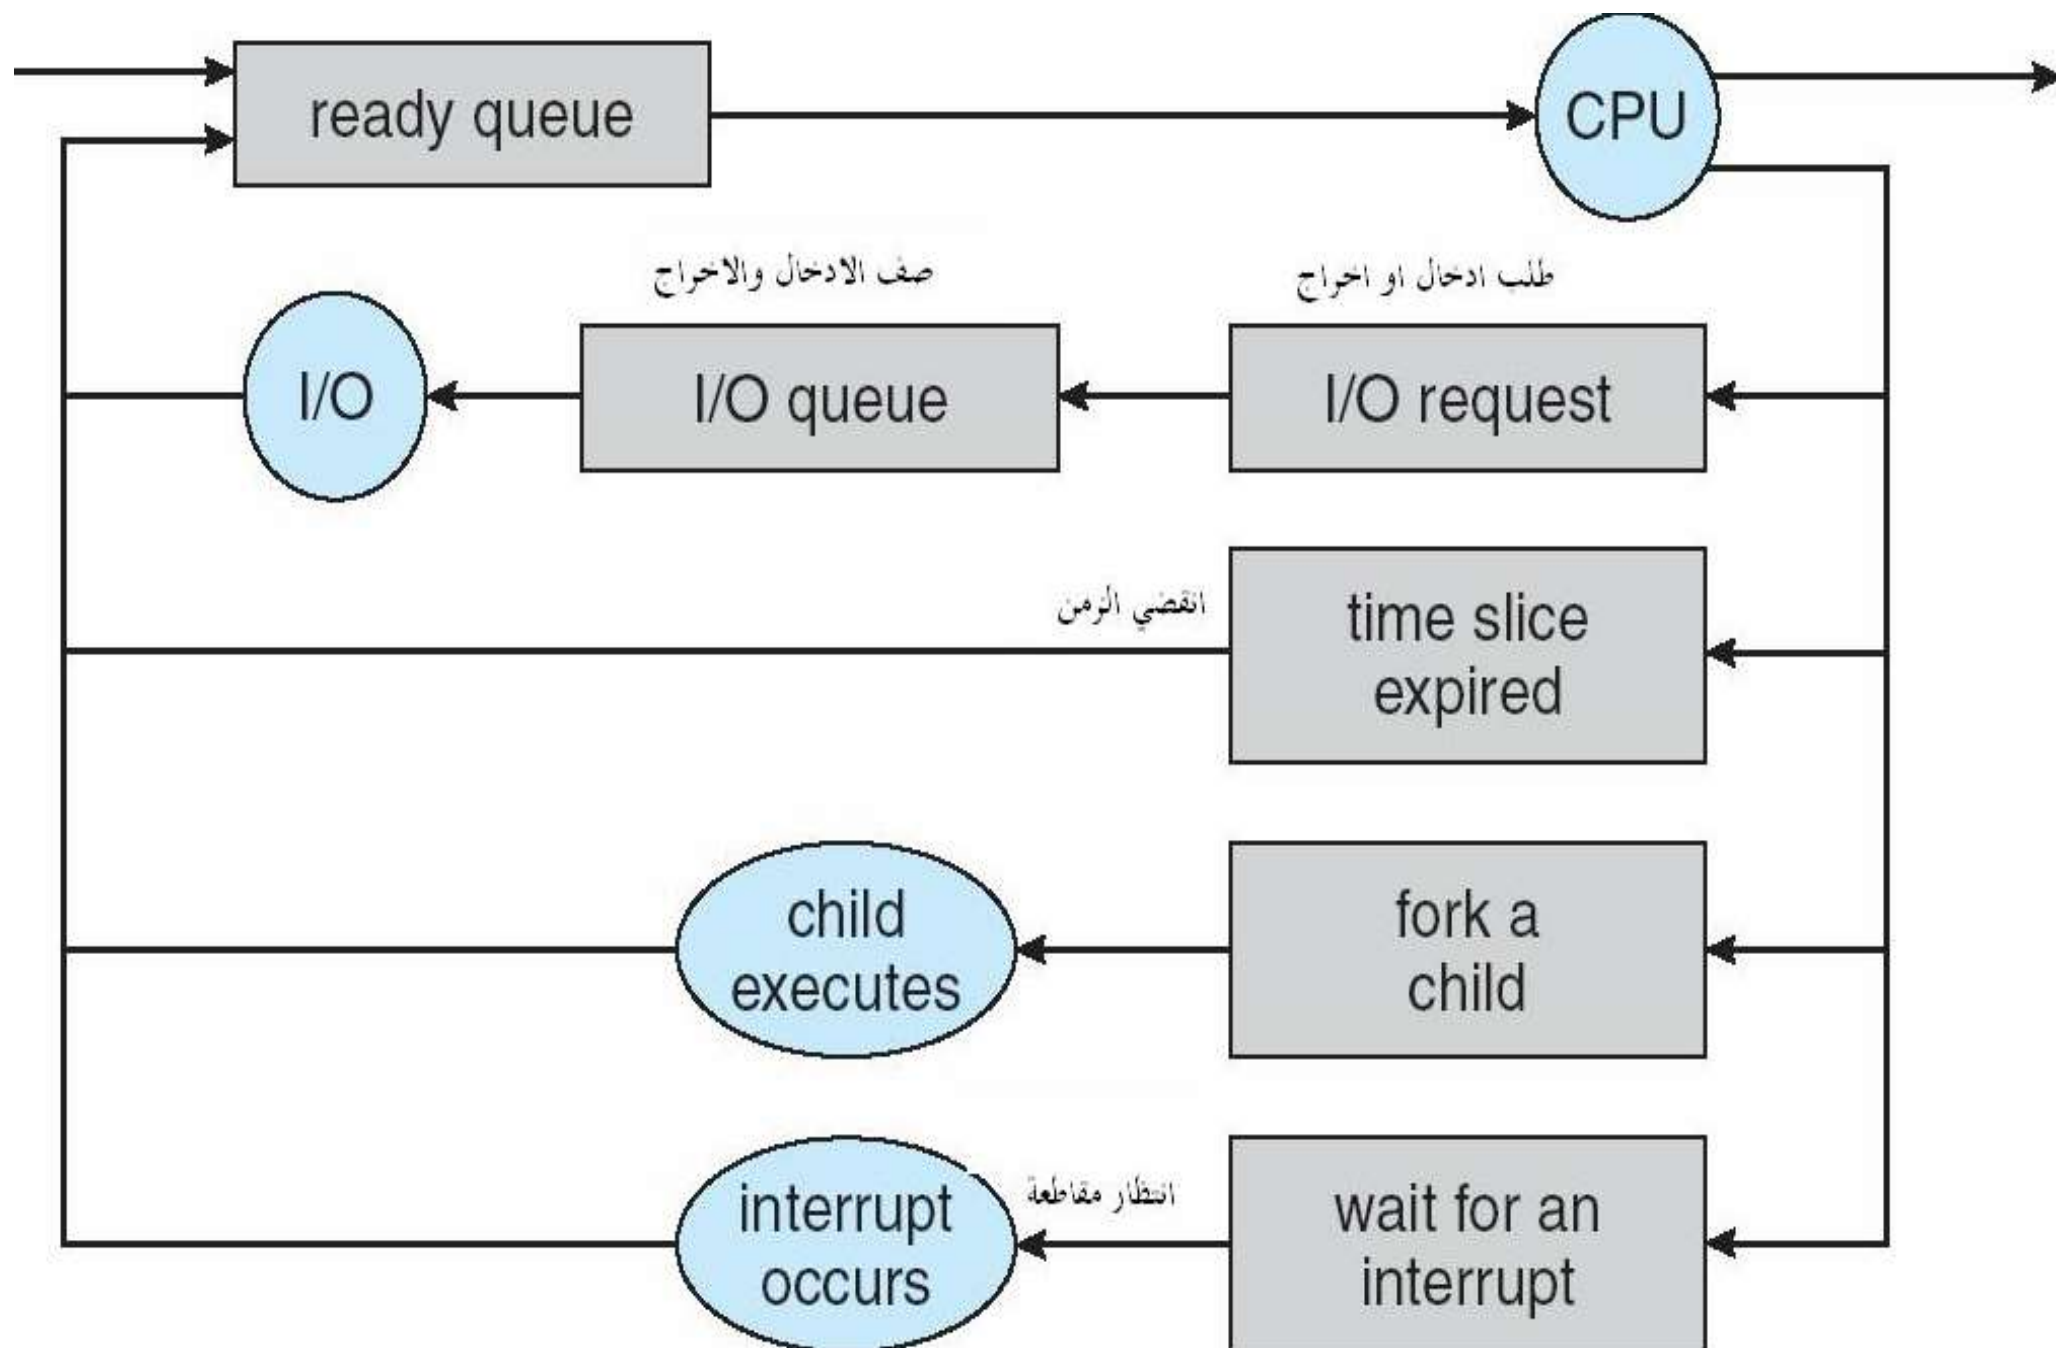 ready queue
CPU
صف الادخال والاخراج
طلب ادخال او اخراج
I/O
I/O queue
I/O request
انقضي الزمن
time slice
expired
child
executes
fork a
child
انتظار مقاطعة
interrupt
occurs
wait for an
interrupt